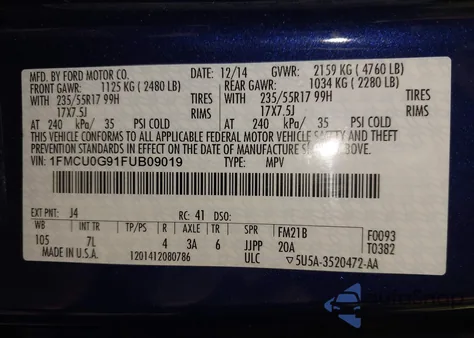 MFD. BY FORD MOTOR CO. DATE: 12/14 GVWR: 2159 KG ( 4760 LB)
FRONT GAWR: 1125 KG ( 2480 LB) REAR GAWR: 1034 KG ( 2280 LB)
WITH 235/55R17 99H TIRES WITH 235/55R17 99H TIRES
17X7.5J RIMS 17X7.5J RIMS
AT 240 kPa/ 35 PSI COLD AT 240 kPa/ 35 PSI COLD
THIS VEHICLE CONFORMS TO ALL APPLICABLE FEDERAL MOTOR VEHICLE SAFETY AND THEFT
PREVENTION STANDARDS IN EFFECT ON THE DATE OF MANUFACTURE SHOWN ABOVE.
VIN: 1FMCU0G91FUB09019 TYPE: MPV
EXT PNT: J4 RC: 41 DSO:
WB INT TR TP/PS R AXLE TR SPR FM21B F0093
105 7L 4 3A 6 JJPP 20A T0382
MADE IN U.S.A. 1201412080786 ULC ▽5U5A-3520472-AA
AutoShop